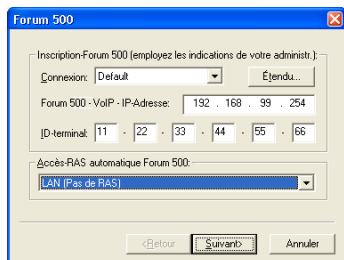 Forum 500
Inscription-Forum 500 (employez les indications de votre administr.):
Connexion: Default Étendu...
Forum 500 - VoIP - IP-Adresse: 192 . 168 . 99 . 254
ID-terminal: 11 - 22 - 33 - 44 - 55 - 66
Accès-RAS automatique Forum 500:
LAN (Pas de RAS)
<Retour Suivant> Annuler